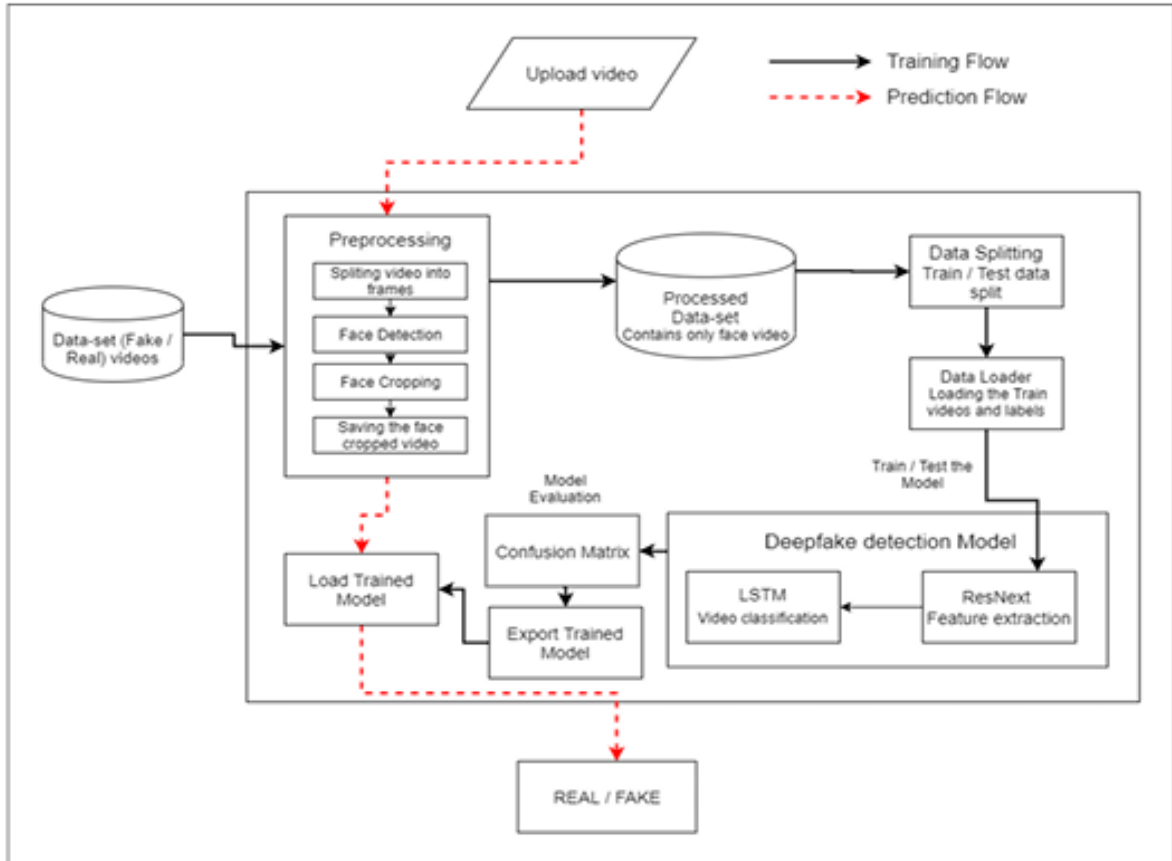 Upload video
Training Flow
Prediction Flow
Preprocessing
Spliting video into
frames
Face Detection
Face Cropping
Saving the face
cropped video
Data-set (Fake /
Real) videos
Processed
Data-set
Contains only face video
Data Splitting
Train / Test data
split
Data Loader
Loading the Train
videos and labels
Train / Test the
Model
Deepfake detection Model
ResNext
Feature extraction
LSTM
Video classification
Model
Evaluation
Confusion Matrix
Export Trained
Model
Load Trained
Model
REAL / FAKE